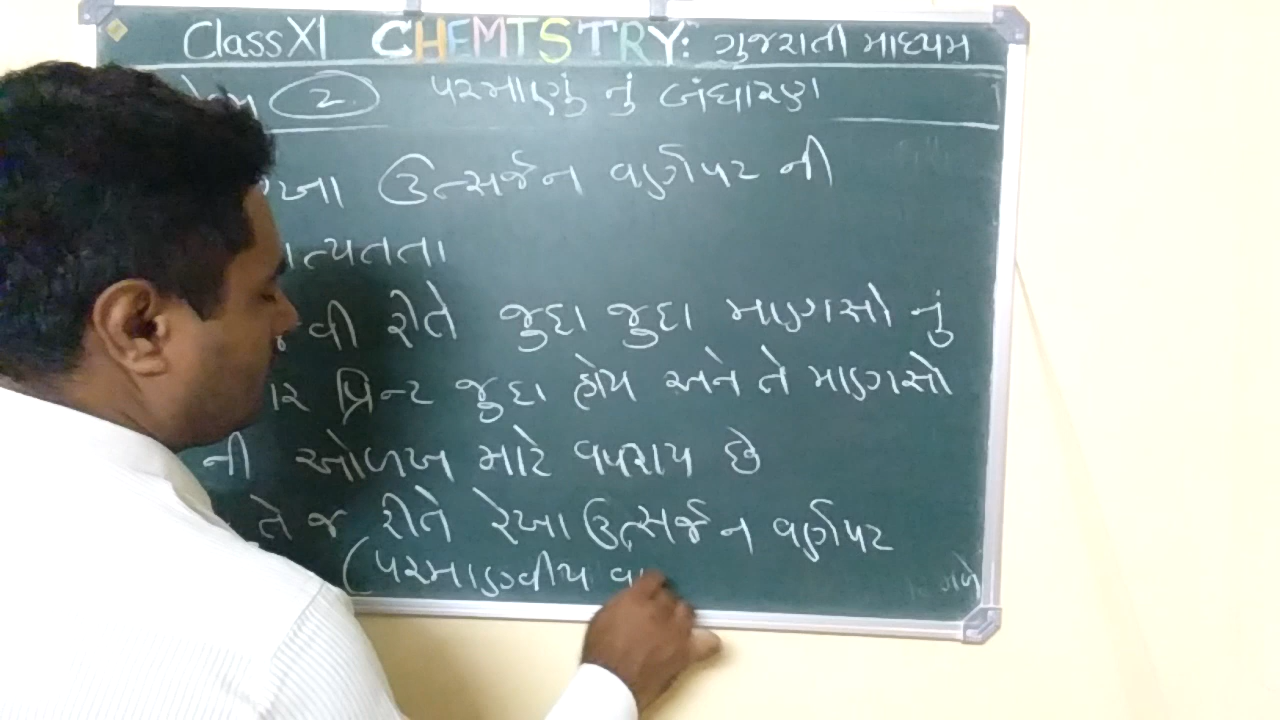 Class XI CHEMISTRY: ગુજરાતી માધ્યમ
2. પરમાણું નું બંધારણ
ઉત્સર્જન વર્ણપટ ની
રીતે જુદા જુદા માણસો નું
પ્રિન્ટ જુદા હોય અને તે માણસો
ની ઓળખ માટે વપરાય છે
તે જ રીતે રેખા ઉત્સર્જન વર્ણપટ
(પરમાણ્વીય